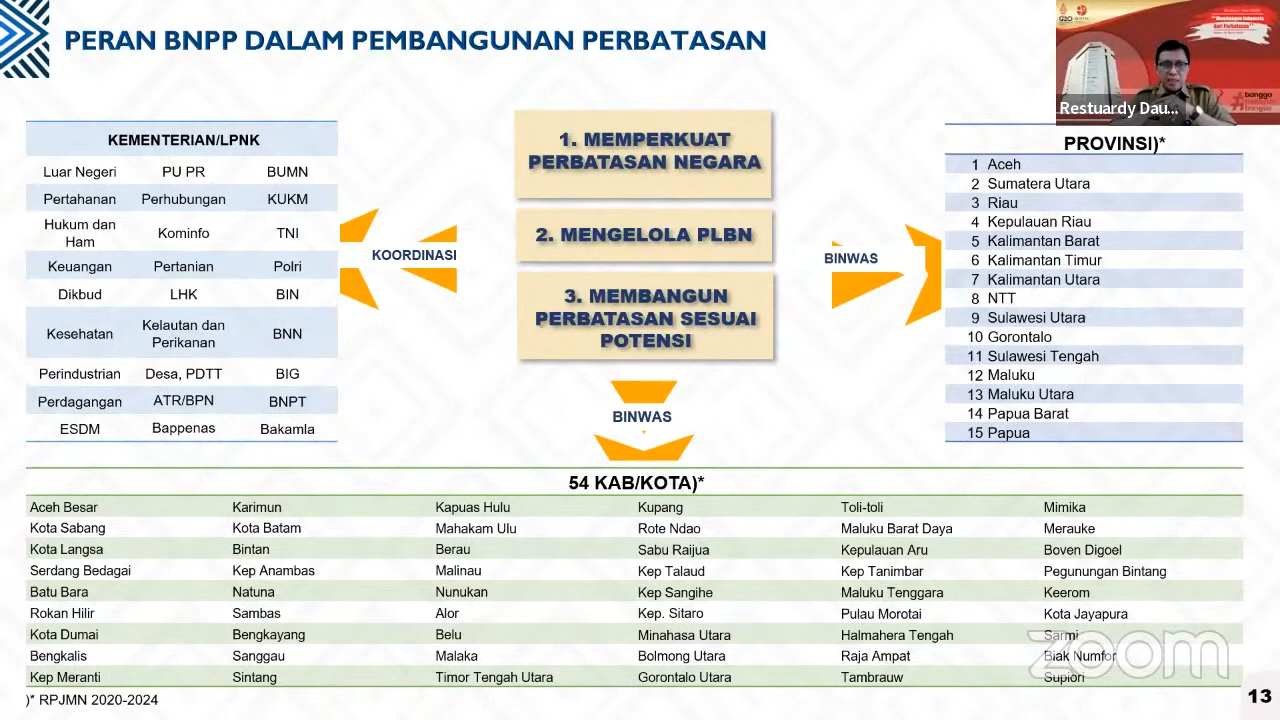 PERAN BNPP DALAM PEMBANGUNAN PERBATASAN
"Membangun Indonesia
dari Perbatasan"
Restuardy Dau...
bangga
melayani
bangsa
KEMENTERIAN/LPNK
Luar Negeri PU PR BUMN
Pertahanan Perhubungan KUKM
Hukum dan Ham Kominfo TNI
Keuangan Pertanian Polri
Dikbud LHK BIN
Kesehatan Kelautan dan Perikanan BNN
Perindustrian Desa, PDTT BIG
Perdagangan ATR/BPN BNPT
ESDM Bappenas Bakamla
KOORDINASI
1. MEMPERKUAT
PERBATASAN NEGARA
2. MENGELOLA PLBN
3. MEMBANGUN
PERBATASAN SESUAI
POTENSI
BINWAS
BINWAS
PROVINSI)*
1 Aceh
2 Sumatera Utara
3 Riau
4 Kepulauan Riau
5 Kalimantan Barat
6 Kalimantan Timur
7 Kalimantan Utara
8 NTT
9 Sulawesi Utara
10 Gorontalo
11 Sulawesi Tengah
12 Maluku
13 Maluku Utara
14 Papua Barat
15 Papua
54 KAB/KOTA)*
Aceh Besar Karimun Kapuas Hulu Kupang Toli-toli Mimika
Kota Sabang Kota Batam Mahakam Ulu Rote Ndao Maluku Barat Daya Merauke
Kota Langsa Bintan Berau Sabu Raijua Kepulauan Aru Boven Digoel
Serdang Bedagai Kep Anambas Malinau Kep Talaud Kep Tanimbar Pegunungan Bintang
Batu Bara Natuna Nunukan Kep Sangihe Maluku Tenggara Keerom
Rokan Hilir Sambas Alor Kep. Sitaro Pulau Morotai Kota Jayapura
Kota Dumai Bengkayang Belu Minahasa Utara Halmahera Tengah Sarmi
Bengkalis Sanggau Malaka Bolmong Utara Raja Ampat Biak Numfor
Kep Meranti Sintang Timor Tengah Utara Gorontalo Utara Tambrauw Supiori
zoom
)* RPJMN 2020-2024
13